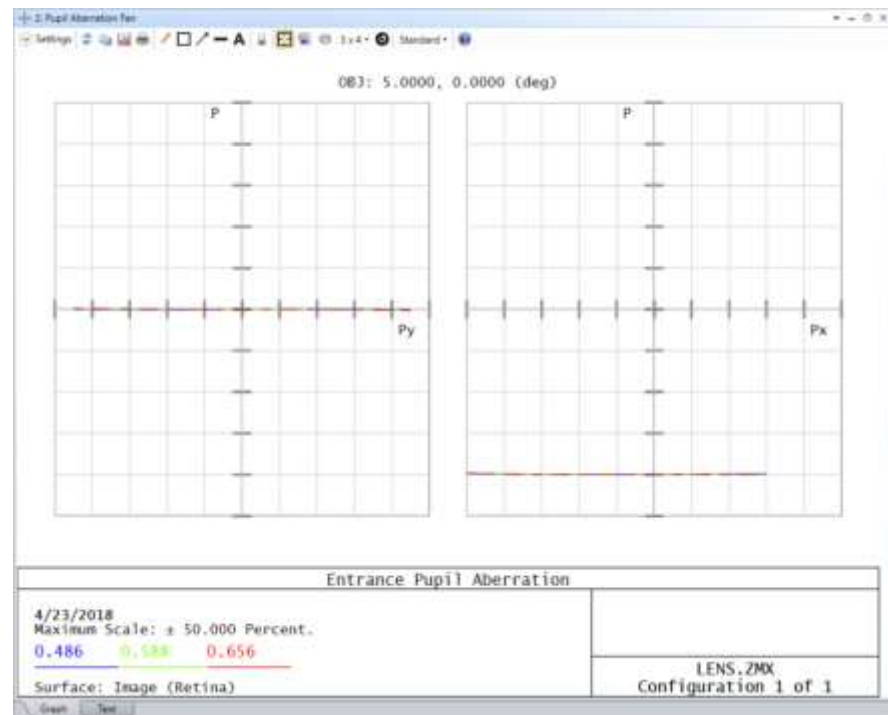 2: Pupil Aberration Fan
Settings
3 x 4
Standard
OBJ: 5.0000, 0.0000 (deg)
P
P
Py
Px
Entrance Pupil Aberration
4/23/2018
Maximum Scale: ± 50.000 Percent.
0.486 0.588 0.656
Surface: Image (Retina)
LENS.ZMX
Configuration 1 of 1
Graph Text